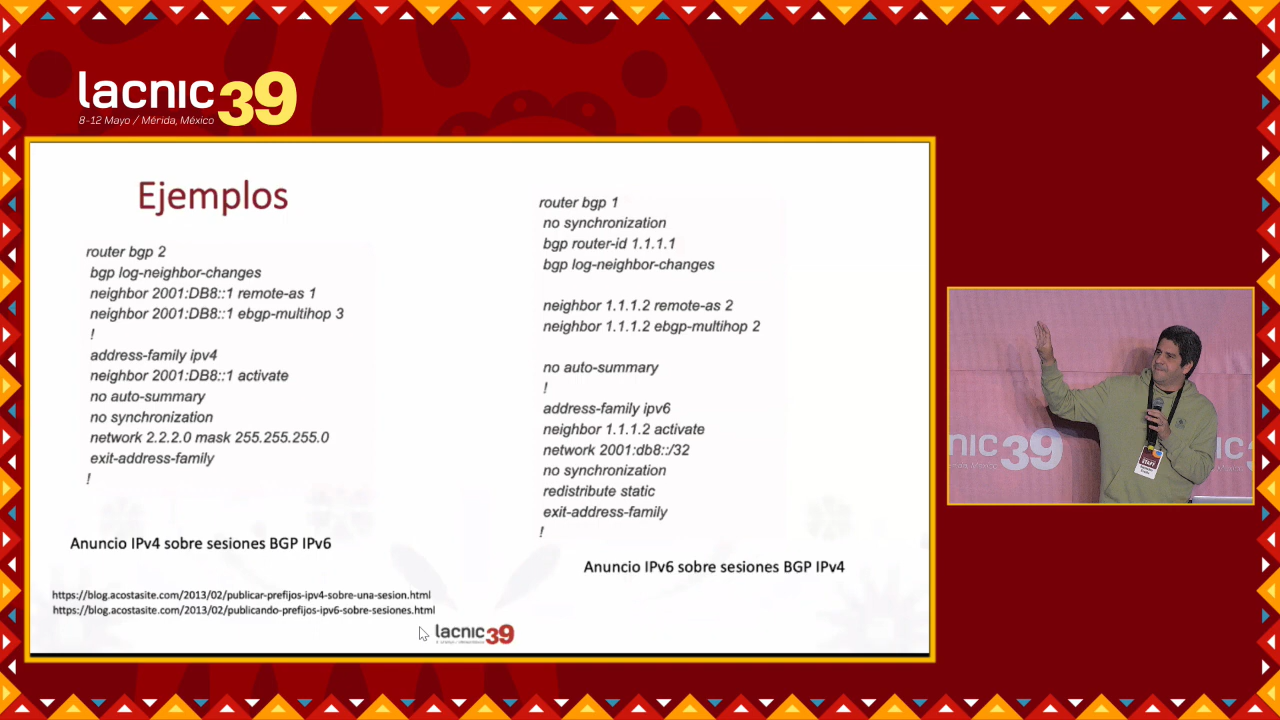 lacnic 39
8-12 Mayo / Mérida, México
Ejemplos
router bgp 2
bgp log-neighbor-changes
neighbor 2001:DB8::1 remote-as 1
neighbor 2001:DB8::1 ebgp-multihop 3
!
address-family ipv4
neighbor 2001:DB8::1 activate
no auto-summary
no synchronization
network 2.2.2.0 mask 255.255.255.0
exit-address-family
!
Anuncio IPv4 sobre sesiones BGP IPv6
https://blog.acostasite.com/2013/02/publicar-prefijos-ipv4-sobre-una-sesion.html
https://blog.acostasite.com/2013/02/publicando-prefijos-ipv6-sobre-sesiones.html
router bgp 1
no synchronization
bgp router-id 1.1.1.1
bgp log-neighbor-changes
neighbor 1.1.1.2 remote-as 2
neighbor 1.1.1.2 ebgp-multihop 2
no auto-summary
!
address-family ipv6
neighbor 1.1.1.2 activate
network 2001:db8::/32
no synchronization
redistribute static
exit-address-family
!
Anuncio IPv6 sobre sesiones BGP IPv4
lacnic 39
nic 39